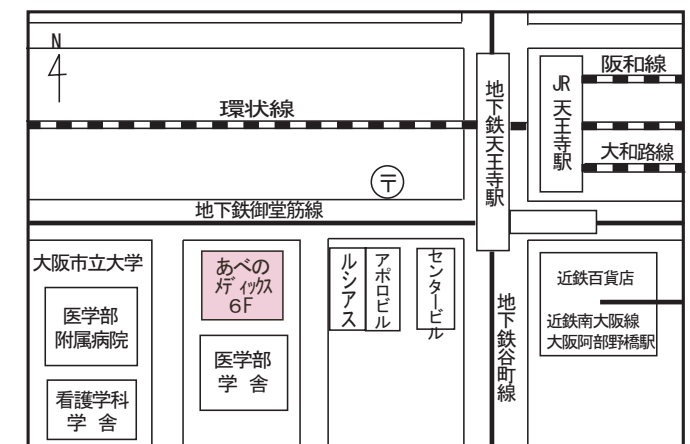 N
環状線
地下鉄天王寺駅
JR天王寺駅
阪和線
大和路線
〒
地下鉄御堂筋線
大阪市立大学
医学部
附属病院
看護学科
学 舎
あべの
メディックス
6F
医学部
学 舎
ルシアス
アポロビル
センタービル
地下鉄谷町線
近鉄百貨店
近鉄南大阪線
大阪阿部野橋駅